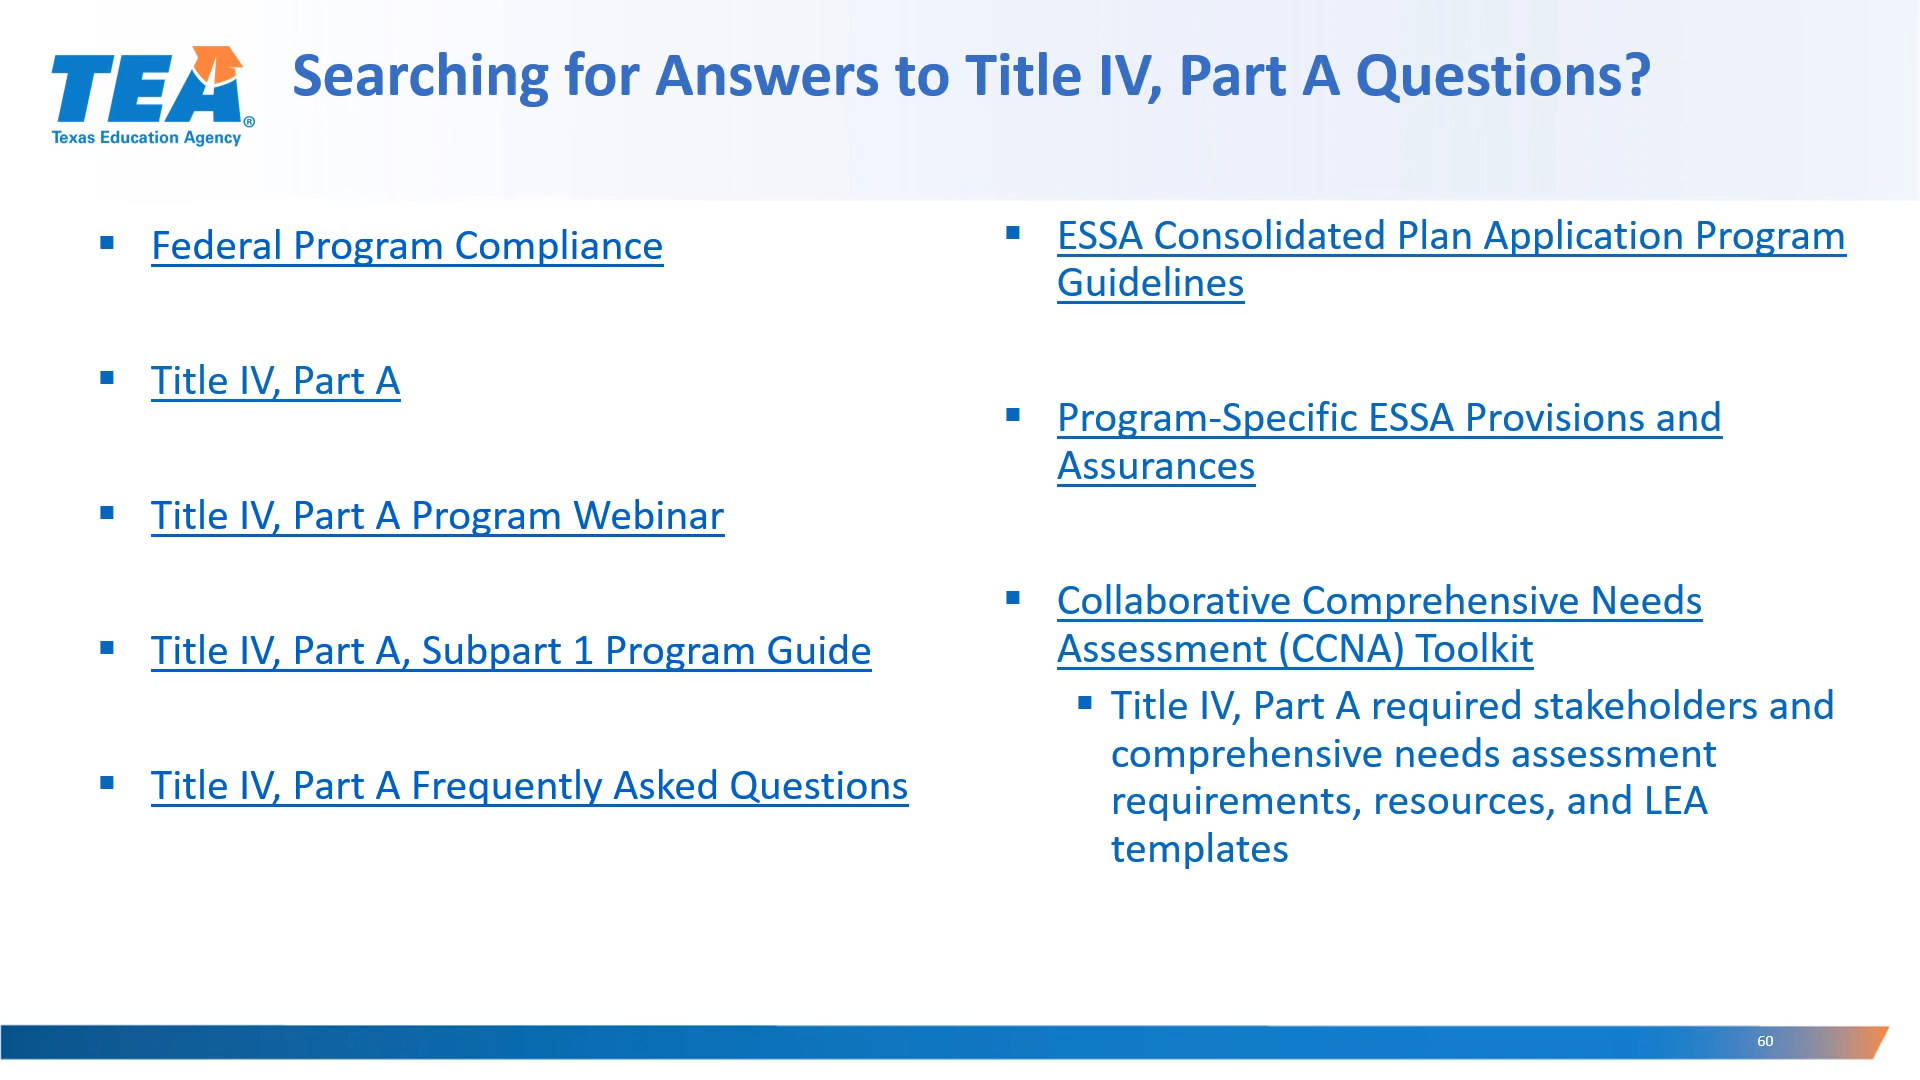 TEA®
Texas Education Agency
Searching for Answers to Title IV, Part A Questions?
▪ Federal Program Compliance
▪ Title IV, Part A
▪ Title IV, Part A Program Webinar
▪ Title IV, Part A, Subpart 1 Program Guide
▪ Title IV, Part A Frequently Asked Questions
▪ ESSA Consolidated Plan Application Program
Guidelines
▪ Program-Specific ESSA Provisions and
Assurances
▪ Collaborative Comprehensive Needs
Assessment (CCNA) Toolkit
▪ Title IV, Part A required stakeholders and
comprehensive needs assessment
requirements, resources, and LEA
templates
60